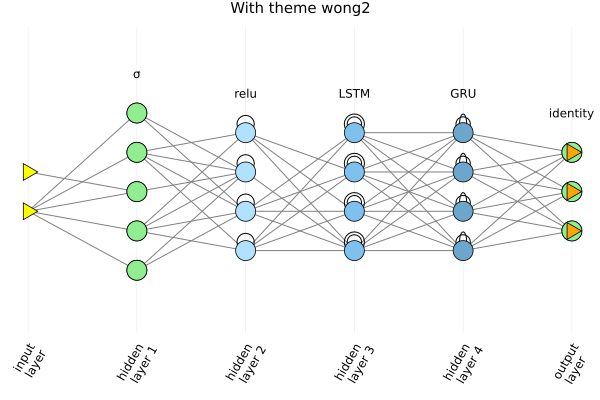 With theme wong2
σ
relu
LSTM
GRU
identity
input
layer
hidden
layer 1
hidden
layer 2
hidden
layer 3
hidden
layer 4
output
layer